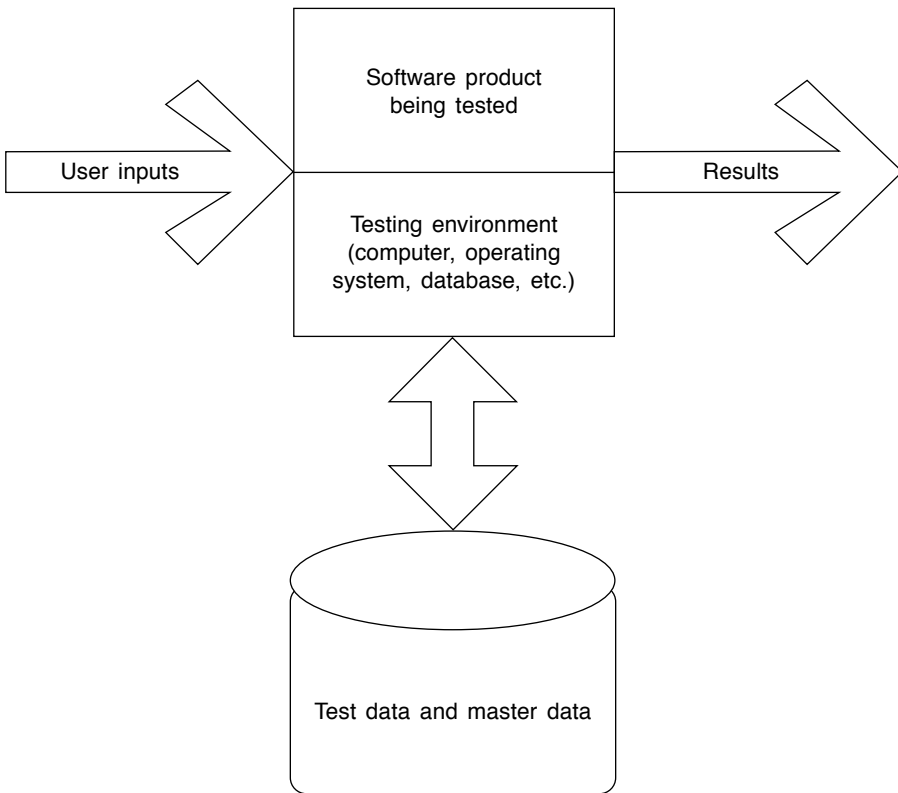 Software product
being tested
User inputs
Results
Testing environment
(computer, operating
system, database, etc.)
Test data and master data